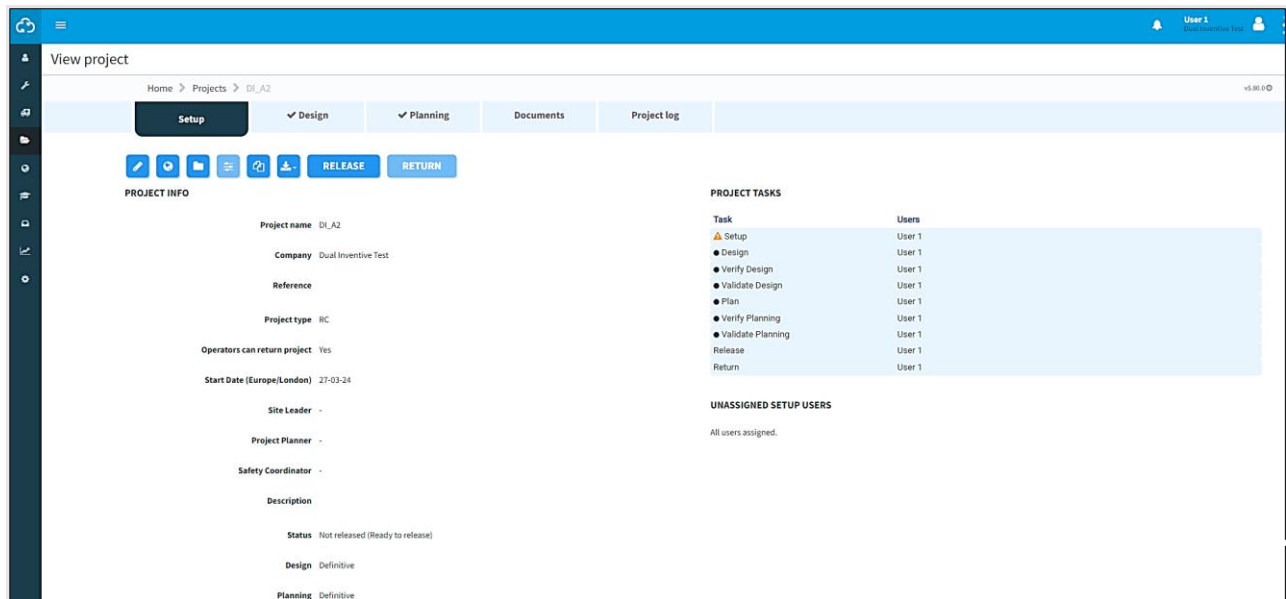 User 1
Dual Inventive Test
View project
Home > Projects > DI_A2
v5.80.0
Setup
Design
Planning
Documents
Project log
RELEASE
RETURN
PROJECT INFO
Project name DI_A2
Company Dual Inventive Test
Reference
Project type RC
Operators can return project Yes
Start Date (Europe/London) 27-03-24
Site Leader -
Project Planner -
Safety Coordinator -
Description
Status Not released (Ready to release)
Design Definitive
Planning Definitive
PROJECT TASKS
Task Users
Setup User 1
Design User 1
Verify Design User 1
Validate Design User 1
Plan User 1
Verify Planning User 1
Validate Planning User 1
Release User 1
Return User 1
UNASSIGNED SETUP USERS
All users assigned.